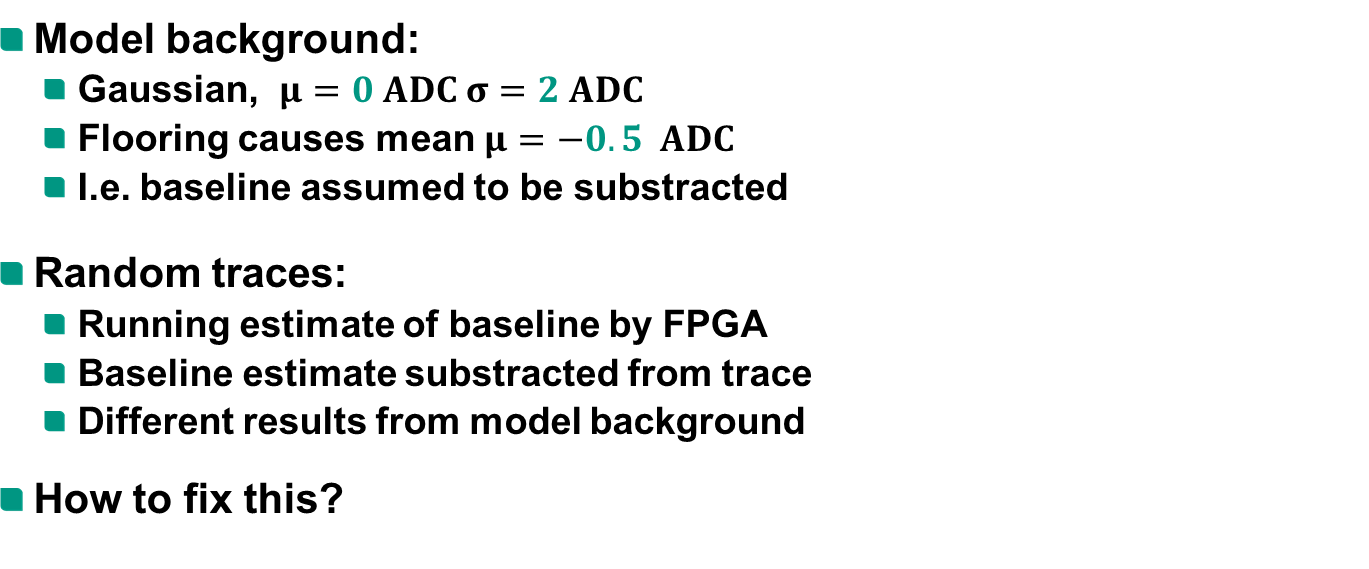 Model background:
Gaussian, μ = 0 ADC σ = 2 ADC
Flooring causes mean μ = −0.5 ADC
I.e. baseline assumed to be substracted
Random traces:
Running estimate of baseline by FPGA
Baseline estimate substracted from trace
Different results from model background
How to fix this?